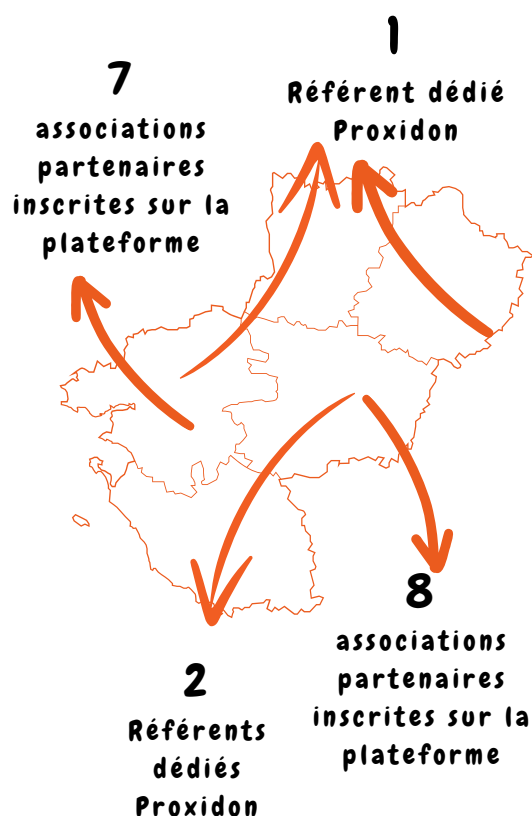 7
associations
partenaires
inscrites sur la
plateforme
1
Référent dédié
Proxidon
2
Référents
dédiés
Proxidon
8
associations
partenaires
inscrites sur la
plateforme